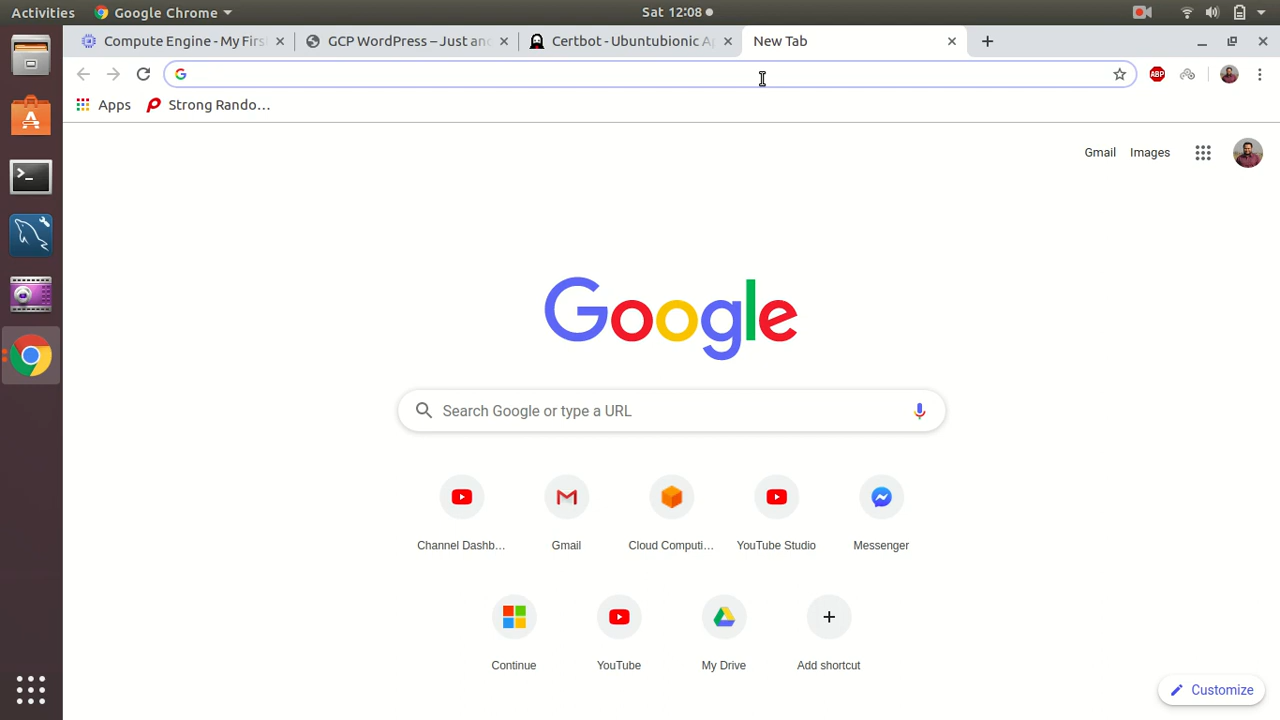 Activities Google Chrome Sat 12:08
Compute Engine - My Firs GCP WordPress – Just an Certbot - Ubuntubionic A New Tab
ABP
Apps Strong Rando...
Gmail Images
Google
Search Google or type a URL
Channel Dashb... Gmail Cloud Computi... YouTube Studio Messenger
Continue YouTube My Drive Add shortcut
Customize